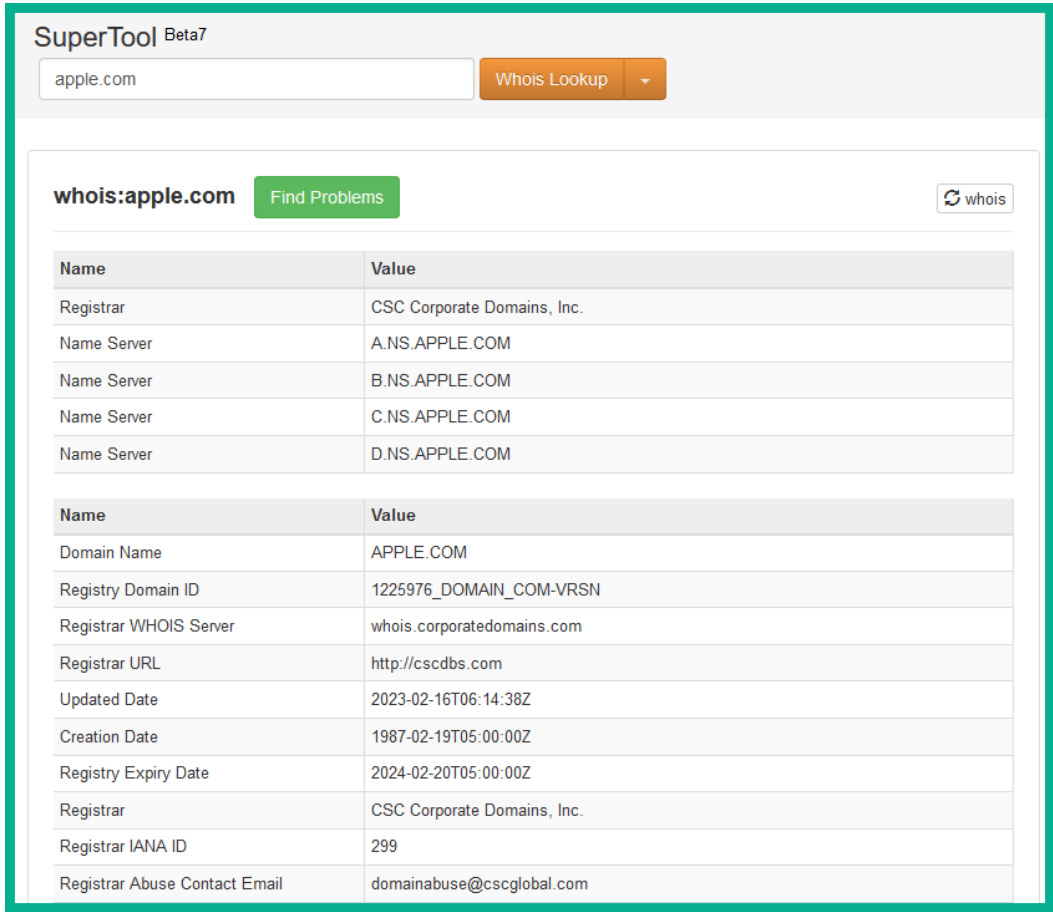 SuperTool Beta7
apple.com Whois Lookup
whois:apple.com Find Problems whois
Name Value
Registrar CSC Corporate Domains, Inc.
Name Server A.NS.APPLE.COM
Name Server B.NS.APPLE.COM
Name Server C.NS.APPLE.COM
Name Server D.NS.APPLE.COM
Name Value
Domain Name APPLE.COM
Registry Domain ID 1225976_DOMAIN_COM-VRSN
Registrar WHOIS Server whois.corporatedomains.com
Registrar URL http://cscdbs.com
Updated Date 2023-02-16T06:14:38Z
Creation Date 1987-02-19T05:00:00Z
Registry Expiry Date 2024-02-20T05:00:00Z
Registrar CSC Corporate Domains, Inc.
Registrar IANA ID 299
Registrar Abuse Contact Email domainabuse@cscglobal.com